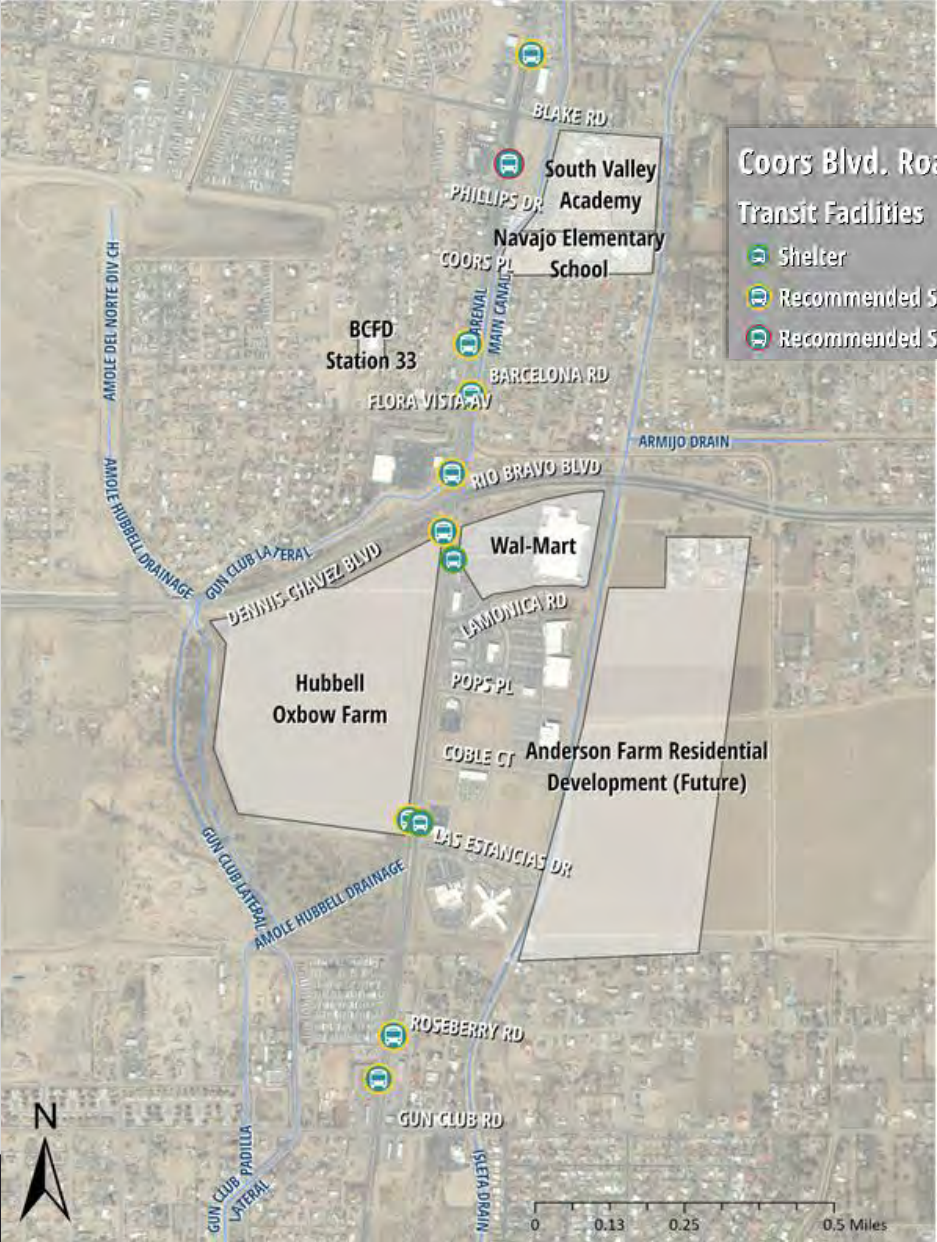 BLAKE RD
Coors Blvd. Roa
South Valley
Academy
Transit Facilities
PHILLIPS DR
Navajo Elementary
School
Shelter
COORS PL
AMOLE DEL NORTE DIV CH
Recommended S
ARENAL
MAIN CANAL
BCFD
Station 33
Recommended S
BARCELONA RD
FLORA VISTA AV
ARMIJO DRAIN
RIO BRAVO BLVD
AMOLE HUBBELL DRAINAGE
GUN CLUB LATERAL
DENNIS CHAVEZ BLVD
Wal-Mart
LAMONICA RD
Hubbell
Oxbow Farm
POPS PL
COBLE CT
Anderson Farm Residential
Development (Future)
LAS ESTANCIAS DR
GUN CLUB LATERAL
AMOLE HUBBELL DRAINAGE
ROSEBERRY RD
N
GUN CLUB RD
PADILLA
GUN CLUB
LATERAL
ISLETA DRAIN
0 0.13 0.25 0.5 Miles